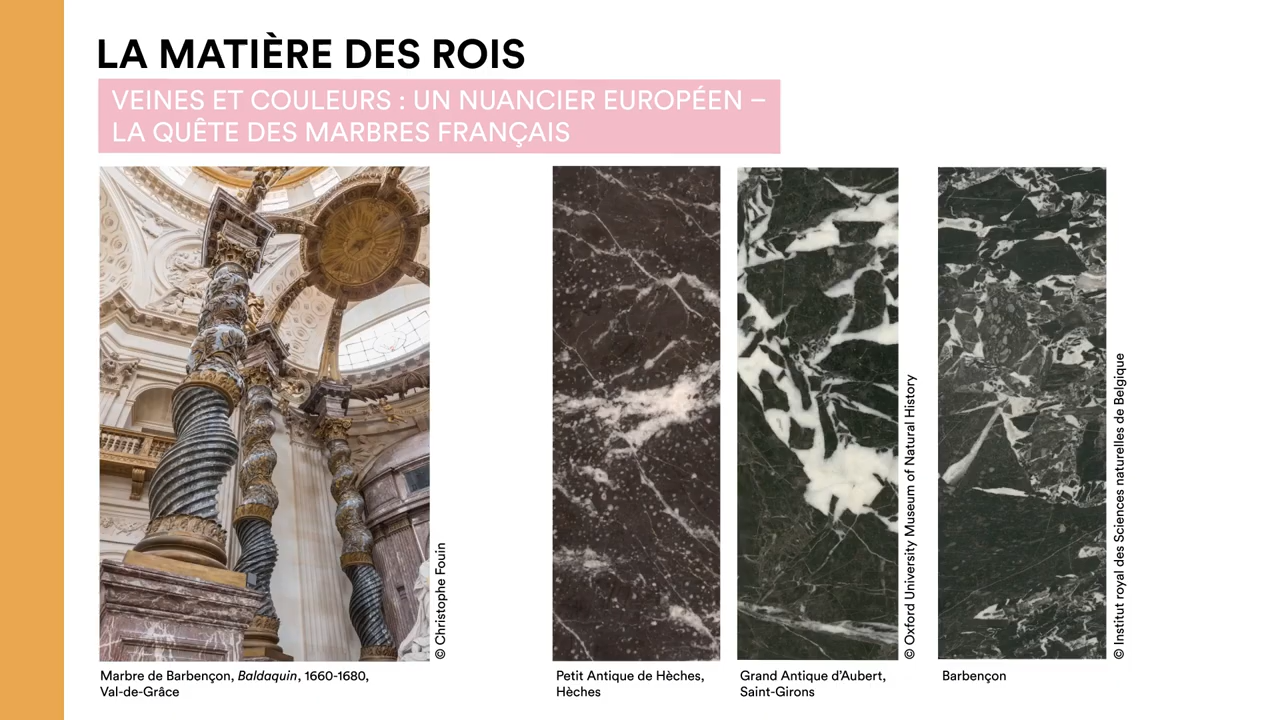 LA MATIÈRE DES ROIS
VEINES ET COULEURS : UN NUANCIER EUROPÉEN –
LA QUÊTE DES MARBRES FRANÇAIS
© Christophe Fouin
© Oxford University Museum of Natural History
© Institut royal des Sciences naturelles de Belgique
Marbre de Barbençon, Baldaquin, 1660-1680,
Val-de-Grâce
Petit Antique de Hèches,
Hèches
Grand Antique d’Aubert,
Saint-Girons
Barbençon